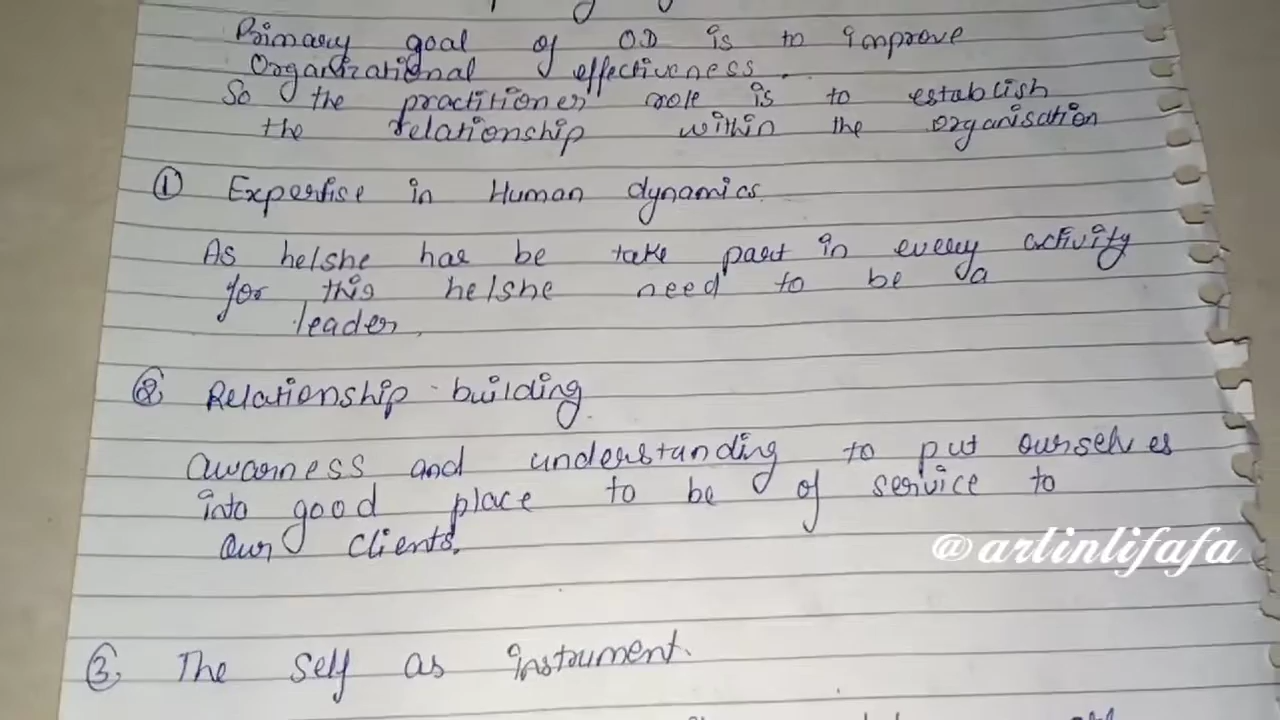 Primary goal of OD is to improve
Organizational effectiveness.
So the practitioner role is to establish
the relationship within the organisation
① Expertise in Human dynamics.
As he/she has be take part in every activity
for this he/she need to be a
leader.
② Relationship-building.
awarness and understanding to put ourselves
into good place to be of service to
our clients.
@artinlifafa
③. The Self as instrument.